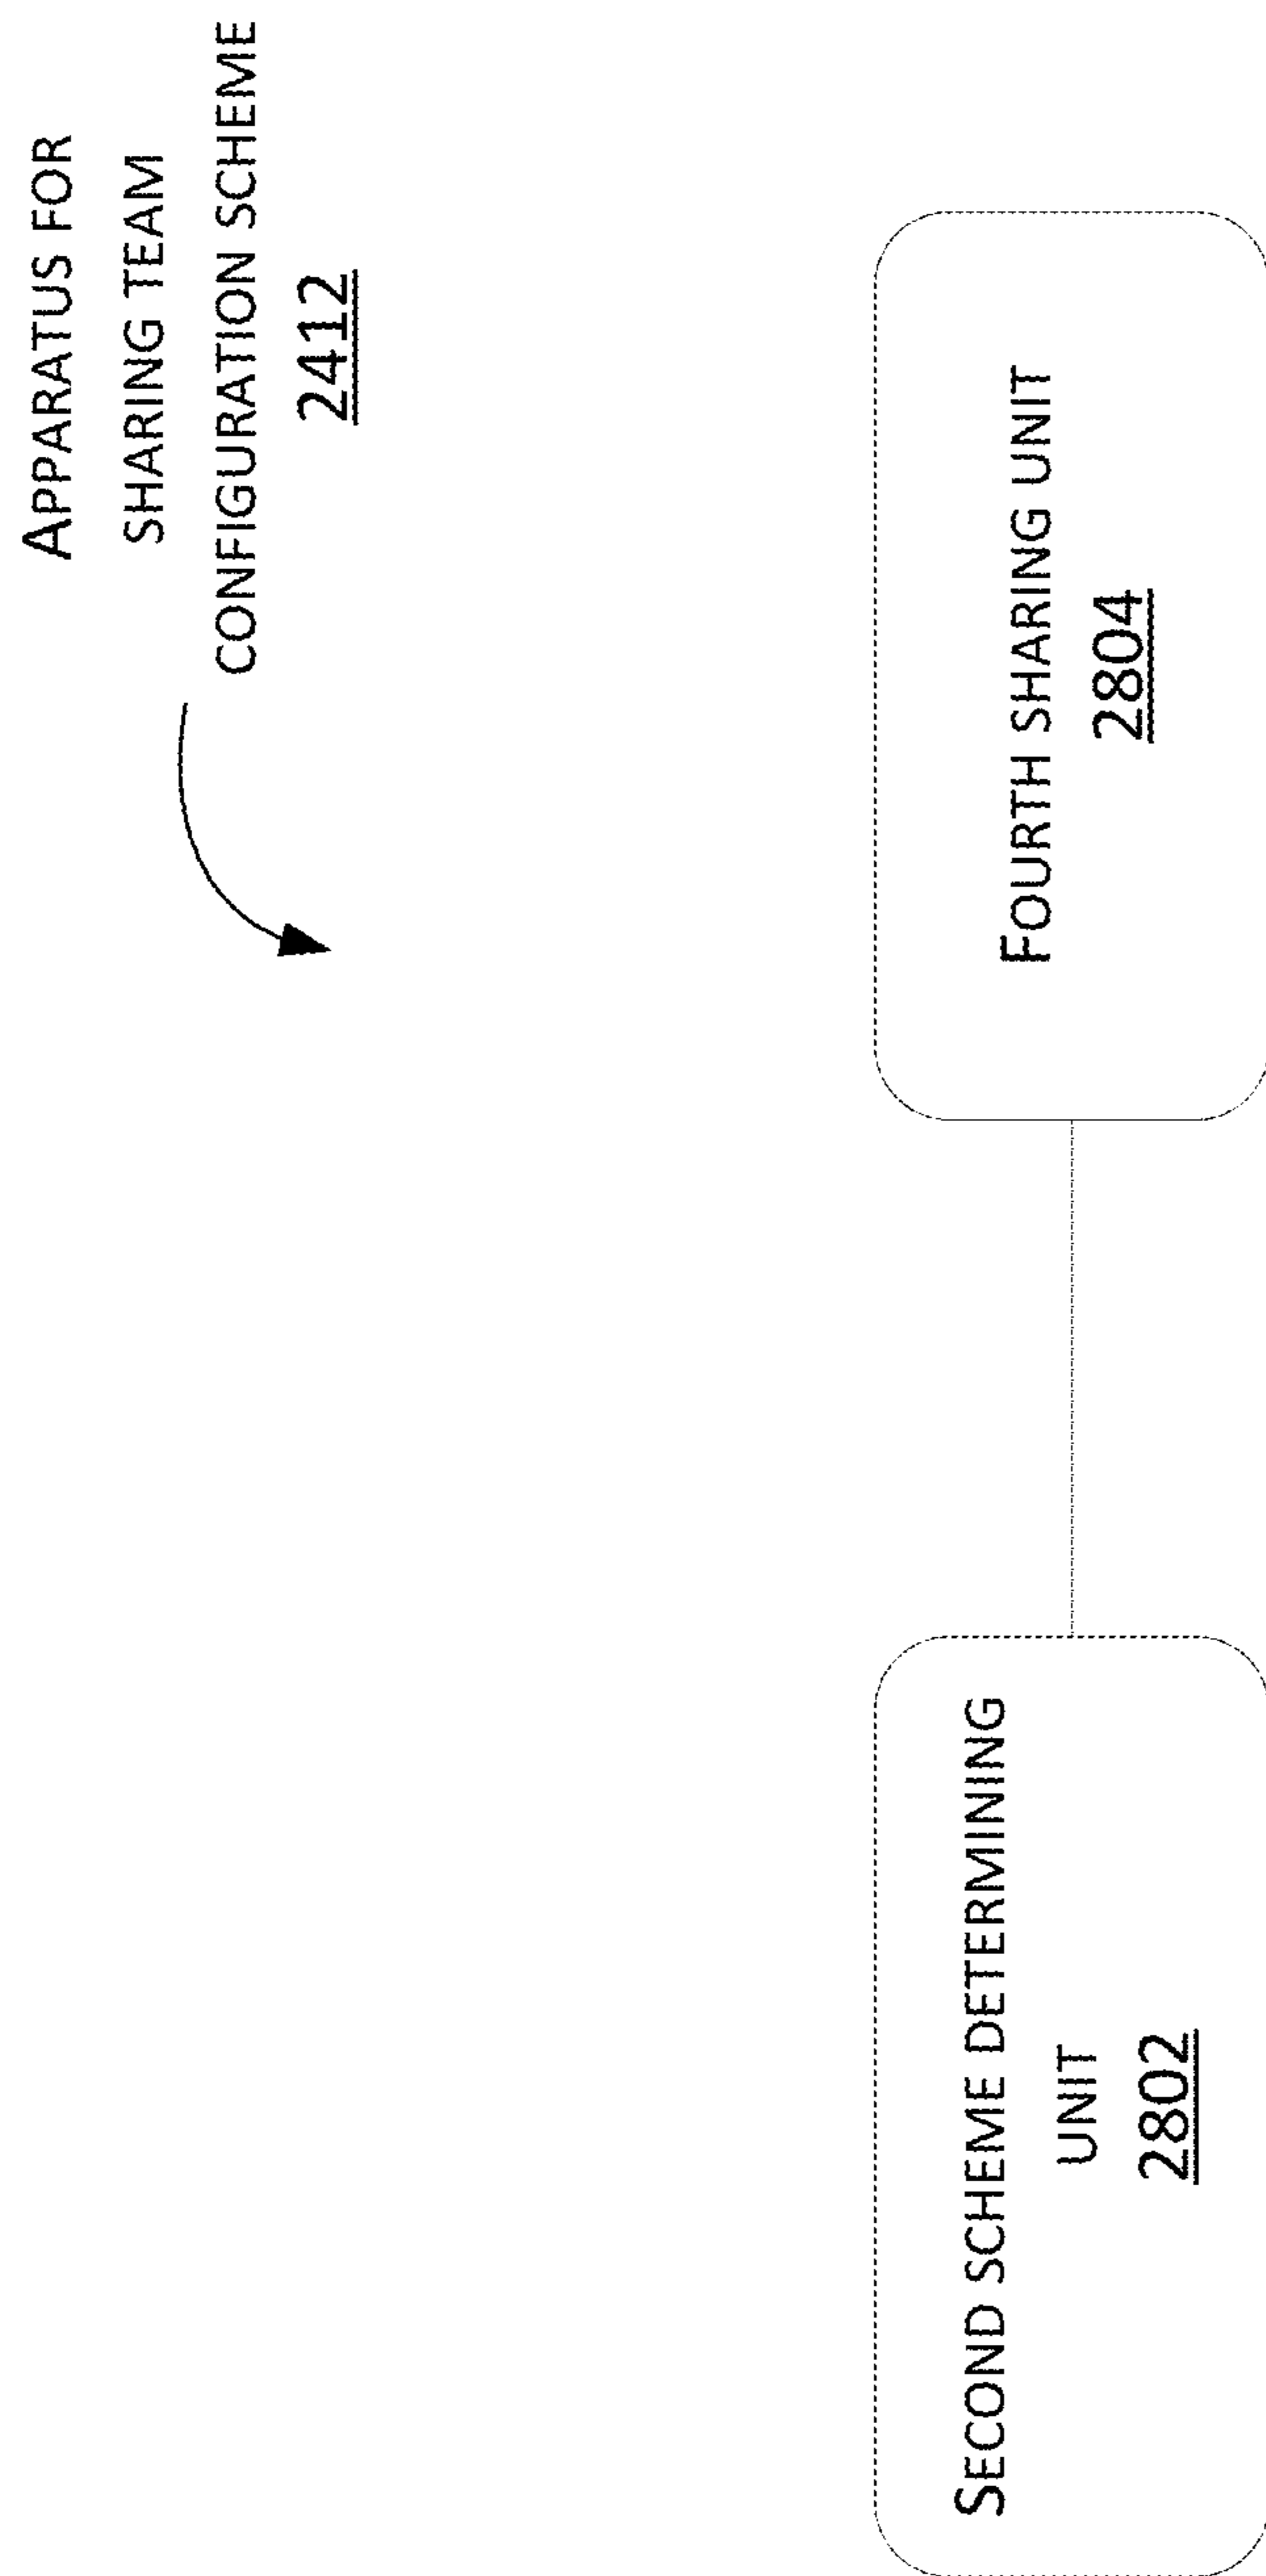 APPARATUS FOR
SHARING TEAM
CONFIGURATION SCHEME
2412
SECOND SCHEME DETERMINING
UNIT
2802
FOURTH SHARING UNIT
2804